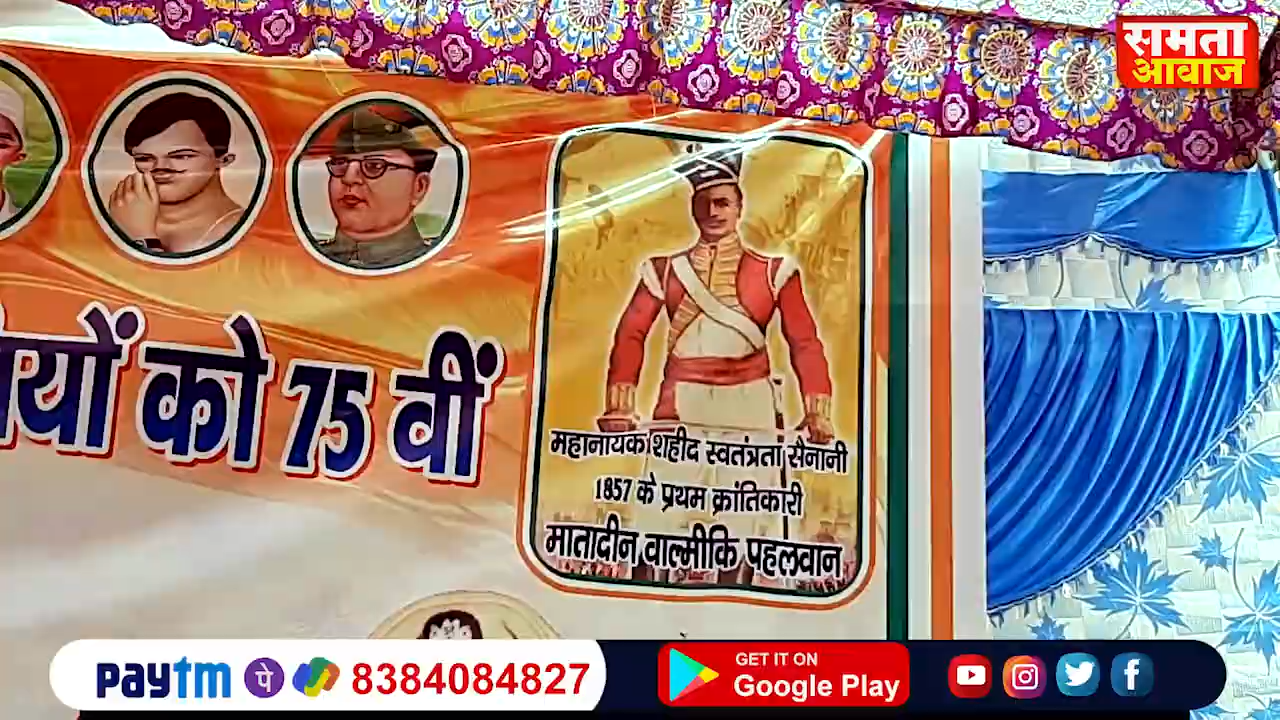 समता
आवाज
यों को 75 वीं
महानायक शहीद स्वतंत्रता सैनानी
1857 के प्रथम क्रांतिकारी
मातादीन वाल्मीकि पहलवान
paytm पे 8384084827
GET IT ON
Google Play